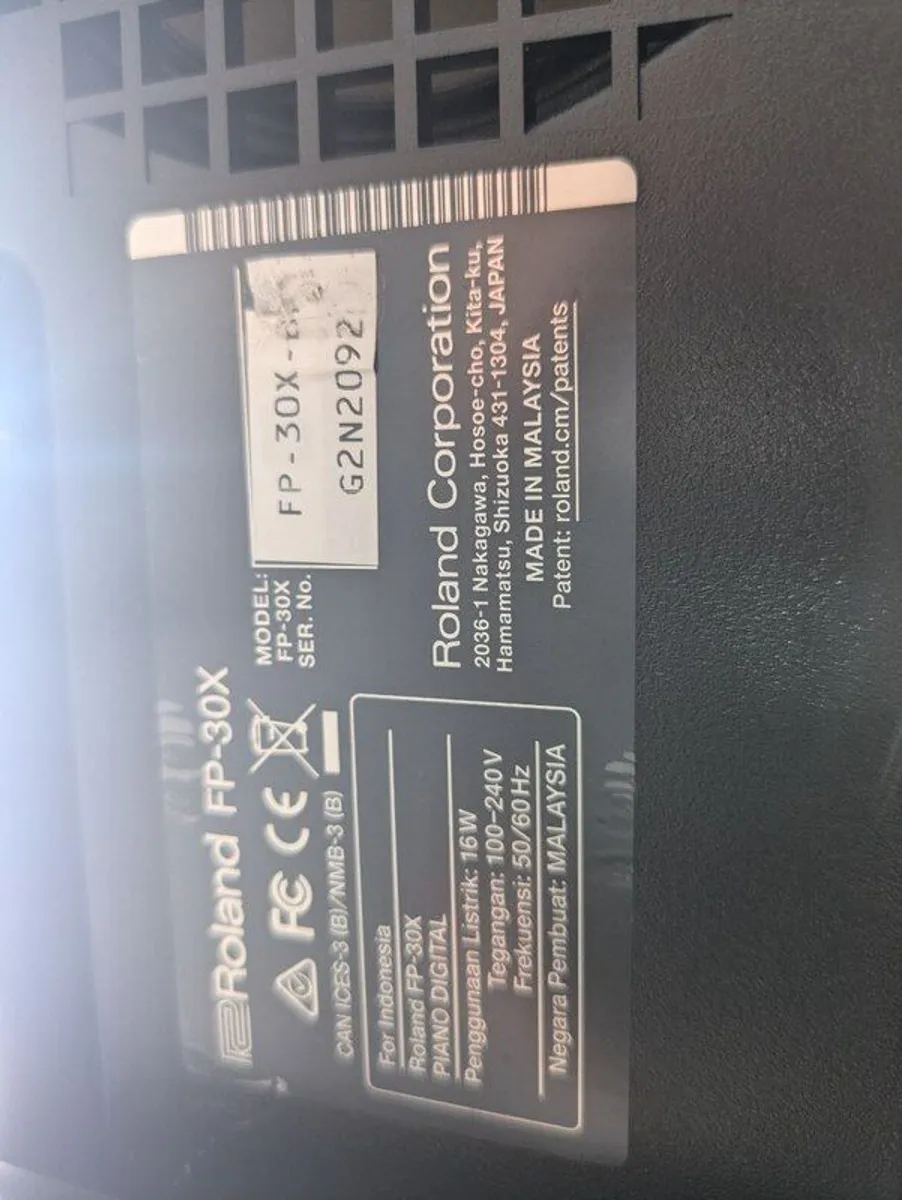 Roland FP-30X
FC CE
CAN ICES-3 (B)/NMB-3 (B)
MODEL:
FP-30X
SER. No.
FP-30X-
G2N2092
For Indonesia
Roland FP-30X
PIANO DIGITAL
Penggunaan Listrik: 16W
Tegangan: 100-240V
Frekuensi: 50/60Hz
Negara Pembuat: MALAYSIA
Roland Corporation
2036-1 Nakagawa, Hosoe-cho, Kita-ku,
Hamamatsu, Shizuoka 431-1304, JAPAN
MADE IN MALAYSIA
Patent: roland.cm/patents